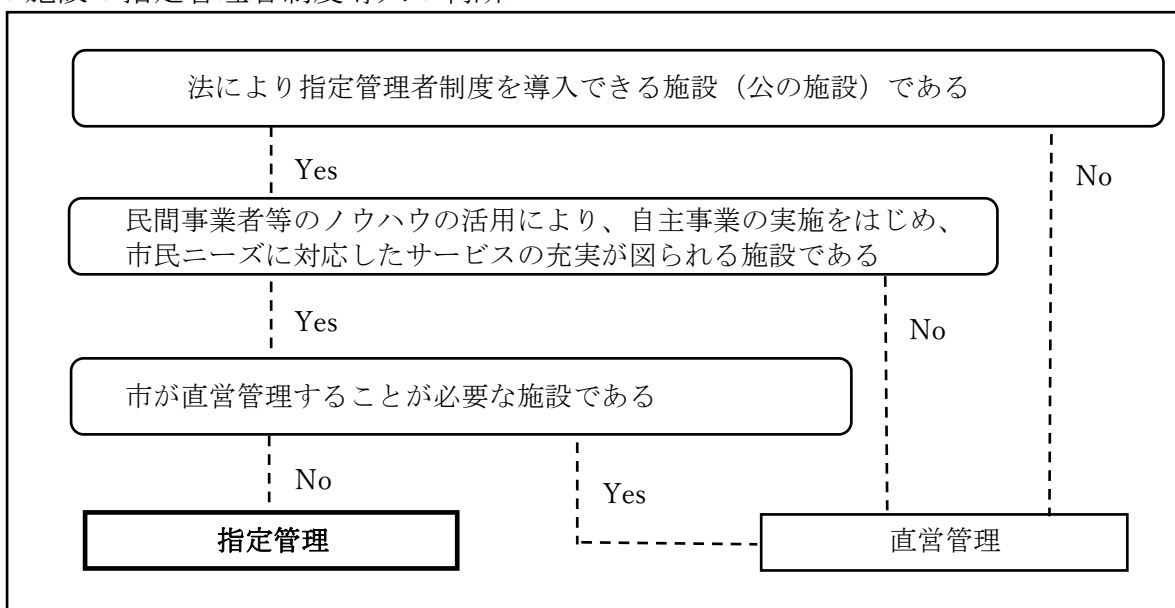 法により指定管理者制度を導入できる施設（公の施設）である
Yes
No
民間事業者等のノウハウの活用により、自主事業の実施をはじめ、
市民ニーズに対応したサービスの充実が図られる施設である
Yes
No
市が直営管理することが必要な施設である
No
Yes
指定管理
直営管理